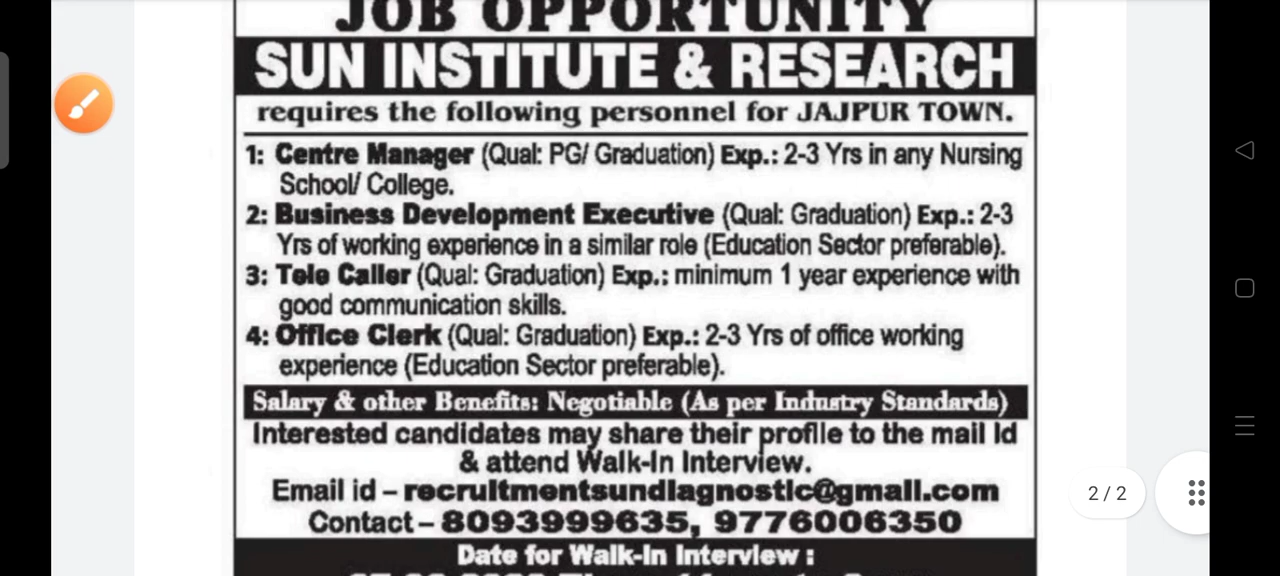 JOB OPPORTUNITY
SUN INSTITUTE & RESEARCH
requires the following personnel for JAJPUR TOWN.
1: Centre Manager (Qual: PG/ Graduation) Exp.: 2-3 Yrs in any Nursing
School/ College.
2: Business Development Executive (Qual: Graduation) Exp.: 2-3
Yrs of working experience in a similar role (Education Sector preferable).
3: Tele Caller (Qual: Graduation) Exp.: minimum 1 year experience with
good communication skills.
4: Office Clerk (Qual: Graduation) Exp.: 2-3 Yrs of office working
experience (Education Sector preferable).
Salary & other Benefits: Negotiable (As per Industry Standards)
Interested candidates may share their profile to the mail Id
& attend Walk-In Interview.
Email id – recruitmentsundiagnostic@gmail.com
Contact – 8093999635, 9776006350
2 / 2
Date for Walk-In Interview :